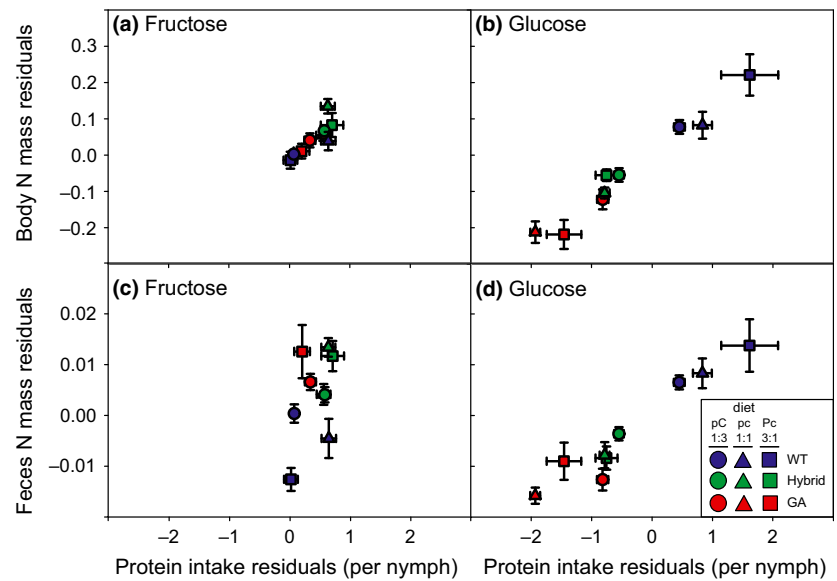 (a) Fructose
(b) Glucose
0.3
0.2
0.1
0.0
−0.1
−0.2
Body N mass residuals
(c) Fructose
(d) Glucose
0.02
0.01
0.00
−0.01
Feces N mass residuals
diet
pC pc Pc
1:3 1:1 3:1
WT
Hybrid
GA
−2 −1 0 1 2
−2 −1 0 1 2
Protein intake residuals (per nymph)
Protein intake residuals (per nymph)